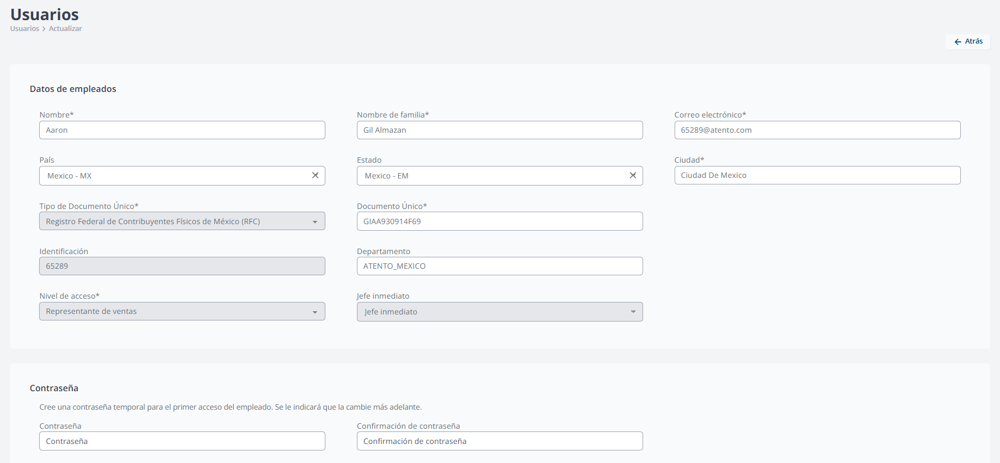 Usuarios
Usuarios > Actualizar
← Atrás
Datos de empleados
Nombre* Nombre de familia* Correo electrónico*
Aaron Gil Almazan 65289@atento.com
País Estado Ciudad*
Mexico - MX Mexico - EM Ciudad De Mexico
Tipo de Documento Único* Documento Único*
Registro Federal de Contribuyentes Físicos de México (RFC) GIAA930914F69
Identificación Departamento
65289 ATENTO_MEXICO
Nivel de acceso* Jefe inmediato
Representante de ventas Jefe inmediato
Contraseña
Cree una contraseña temporal para el primer acceso del empleado. Se le indicará que la cambie más adelante.
Contraseña Confirmación de contraseña
Contraseña Confirmación de contraseña